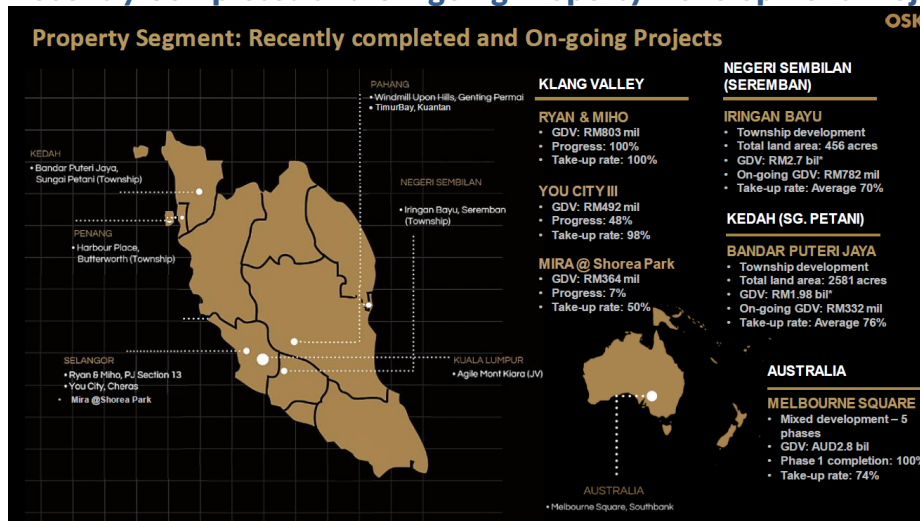 Property Segment: Recently completed and On-going Projects
OSK
PAHANG
• Windmill Upon Hills, Genting Permai
• TimurBay, Kuantan
KEDAH
• Bandar Puteri Jaya,
Sungai Petani (Township)
NEGERI SEMBILAN
• Iringan Bayu, Seremban
(Township)
PENANG
• Harbour Place,
Butterworth (Township)
SELANGOR
• Ryan & Miho, PJ Section 13
• You City, Cheras
• Mira @Shorea Park
KUALA LUMPUR
• Agile Mont Kiara (JV)
KLANG VALLEY
RYAN & MIHO
• GDV: RM803 mil
• Progress: 100%
• Take-up rate: 100%
YOU CITY III
• GDV: RM492 mil
• Progress: 48%
• Take-up rate: 98%
MIRA @ Shorea Park
• GDV: RM364 mil
• Progress: 7%
• Take-up rate: 50%
NEGERI SEMBILAN
(SEREMBAN)
IRINGAN BAYU
• Township development
• Total land area: 456 acres
• GDV: RM2.7 bil*
• On-going GDV: RM782 mil
• Take-up rate: Average 70%
KEDAH (SG. PETANI)
BANDAR PUTERI JAYA
• Township development
• Total land area: 2581 acres
• GDV: RM1.98 bil*
• On-going GDV: RM332 mil
• Take-up rate: Average 76%
AUSTRALIA
MELBOURNE SQUARE
• Mixed development – 5
phases
• GDV: AUD2.8 bil
• Phase 1 completion: 100%
• Take-up rate: 74%
AUSTRALIA
• Melbourne Square, Southbank